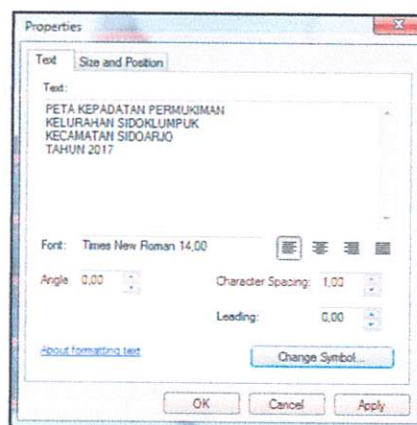 Properties
Text Size and Position
Text:
PETA KEPADATAN PERMUKIMAN
KELURAHAN SIDOKLUMPUK
KECAMATAN SIDOARJO
TAHUN 2017
Font: Times New Roman 14,00
Angle 0,00 Character Spacing: 1,00
Leading: 0,00
About formatting text Change Symbol...
OK Cancel Apply